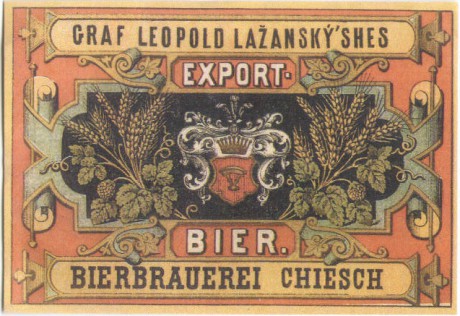 GRAF LEOPOLD LAŽANSKÝ'SHES
EXPORT-
BIER.
BIERBRAUEREI CHIESCH